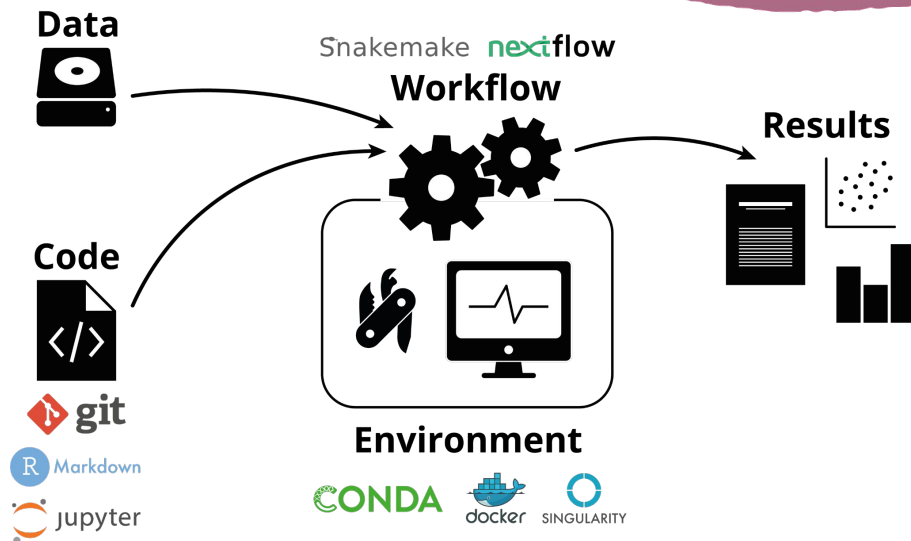 Data
Snakemake nextflow
Workflow
Results
Code
</>
git
R Markdown
jupyter
Environment
CONDA
docker
SINGULARITY